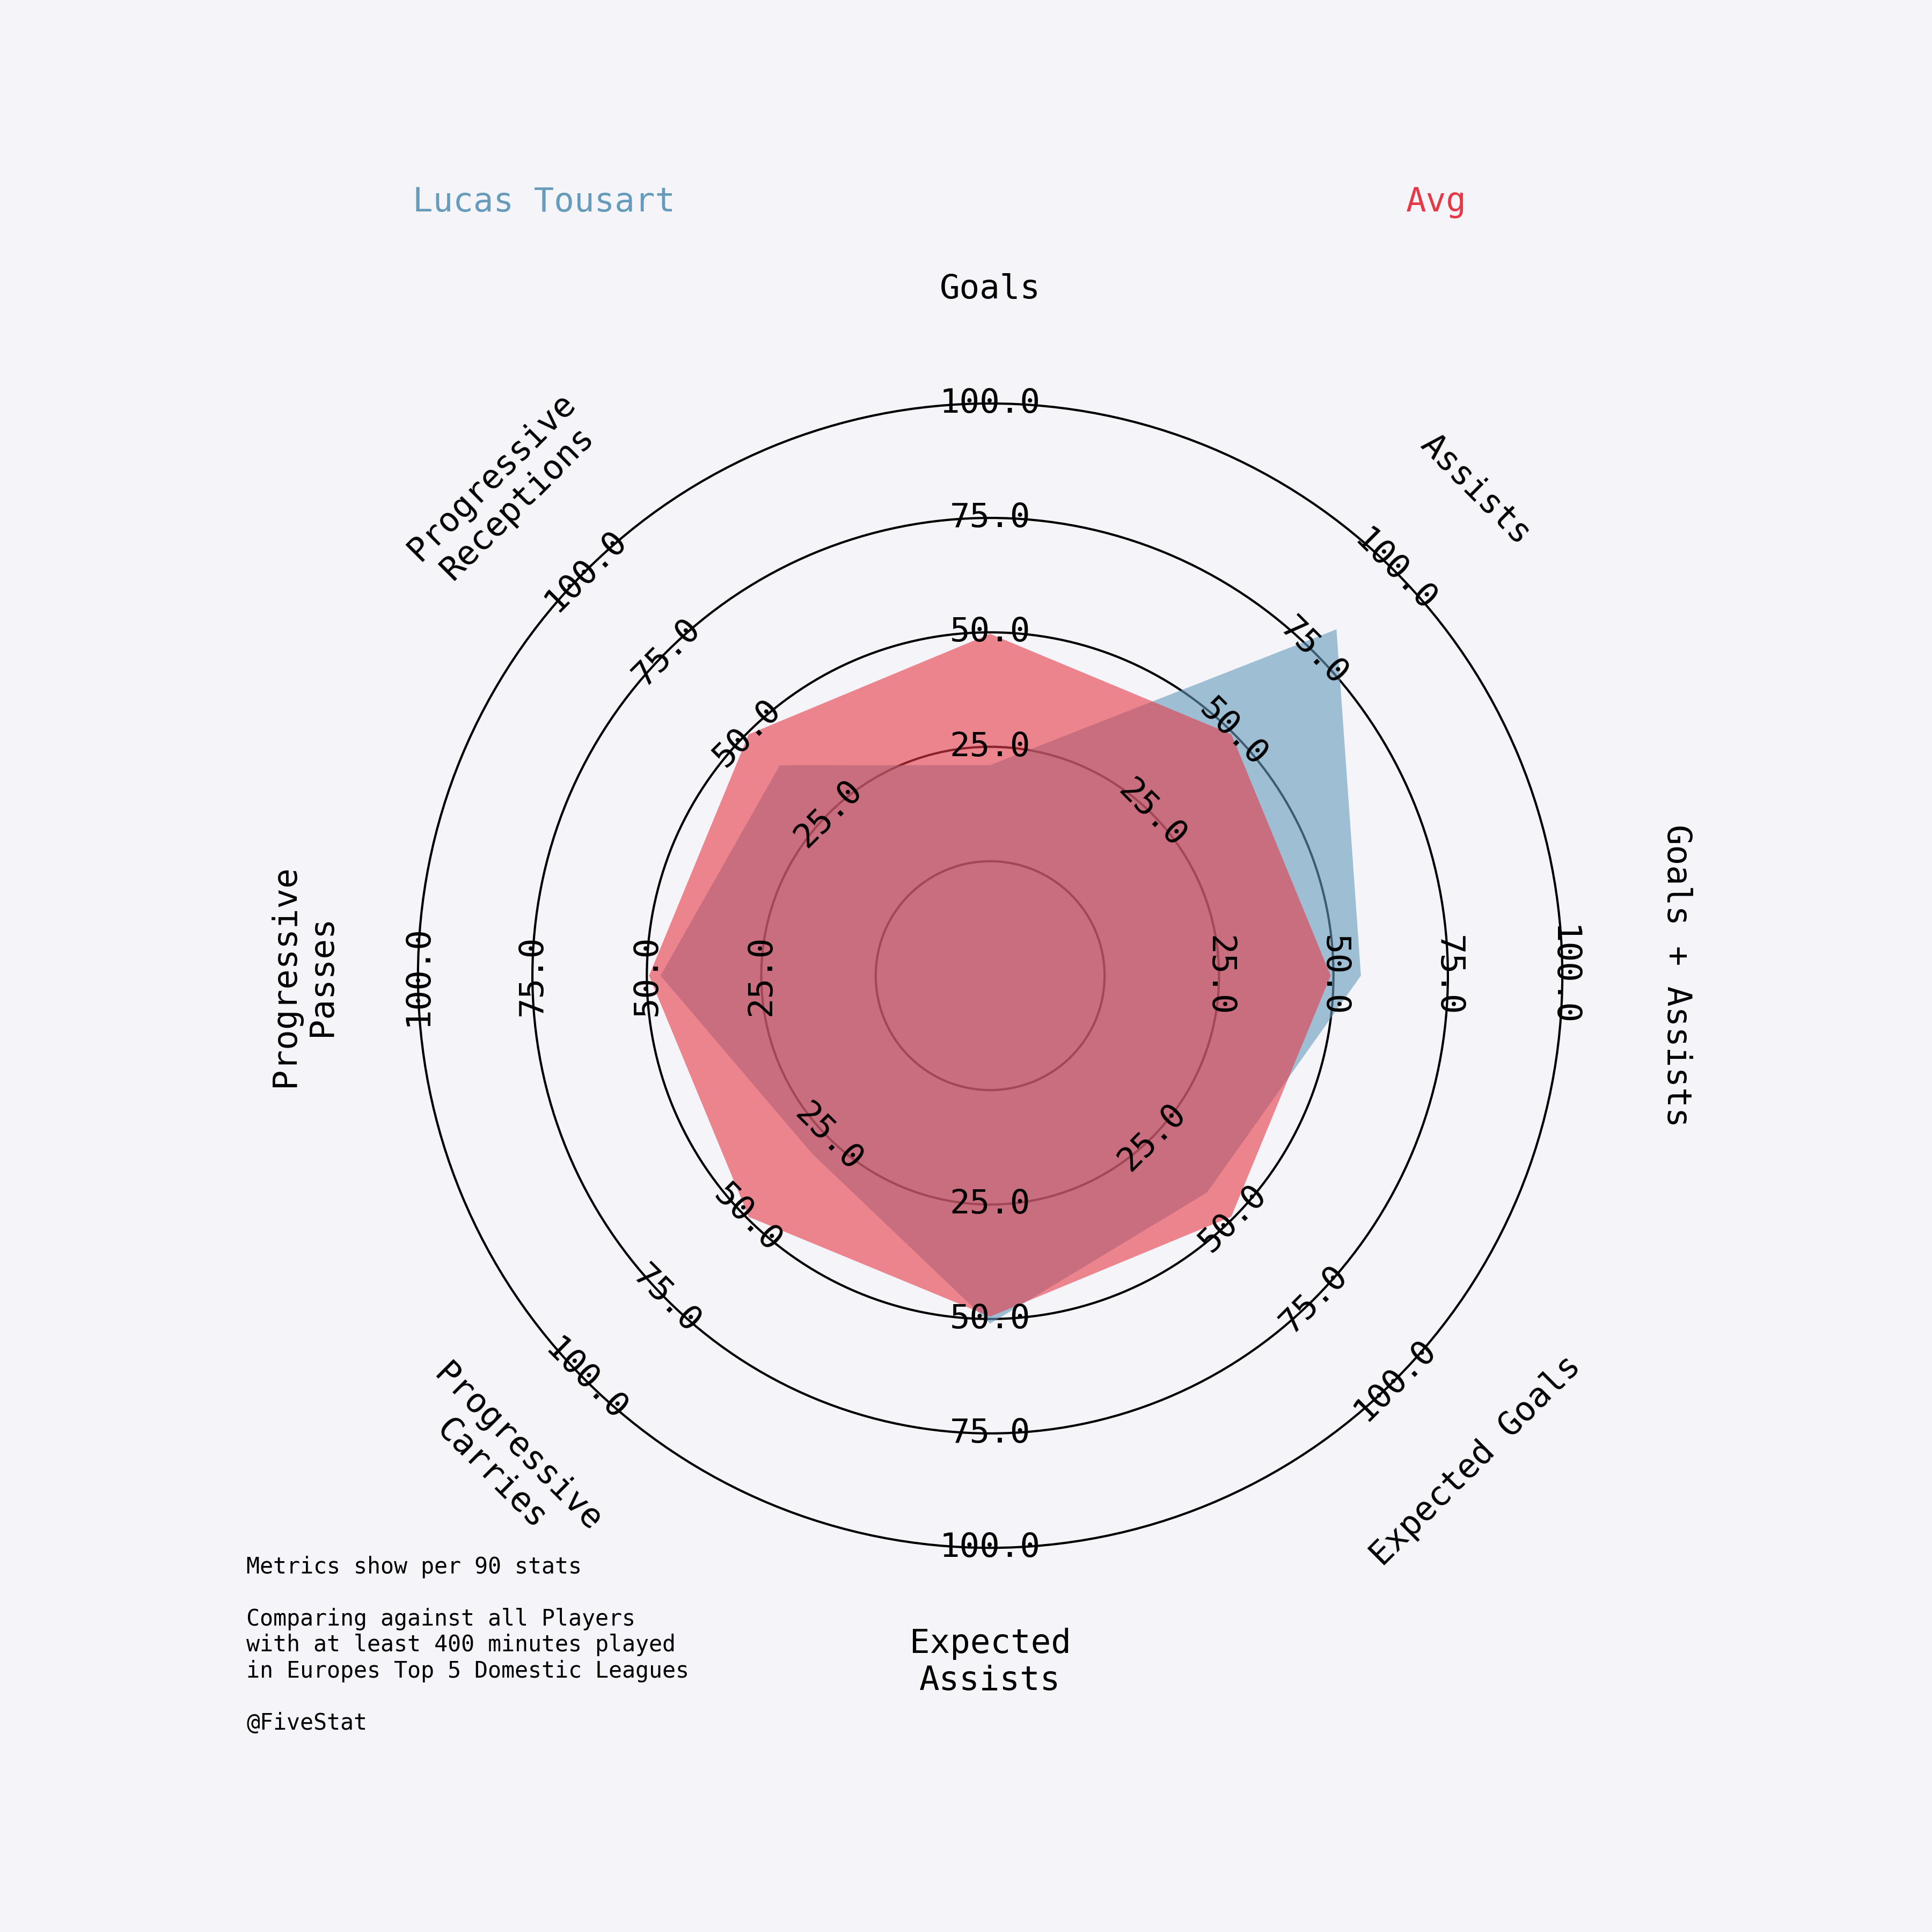 Lucas Tousart
Avg
Goals
Assists
Goals + Assists
Expected Goals
Expected
Assists
Progressive
Carries
Progressive
Passes
Progressive
Receptions
25.0
50.0
75.0
100.0
25.0
50.0
75.0
100.0
25.0
50.0
75.0
100.0
25.0
50.0
75.0
100.0
25.0
50.0
75.0
100.0
25.0
50.0
75.0
100.0
25.0
50.0
75.0
100.0
25.0
50.0
75.0
100.0
Metrics show per 90 stats
Comparing against all Players
with at least 400 minutes played
in Europes Top 5 Domestic Leagues
@FiveStat